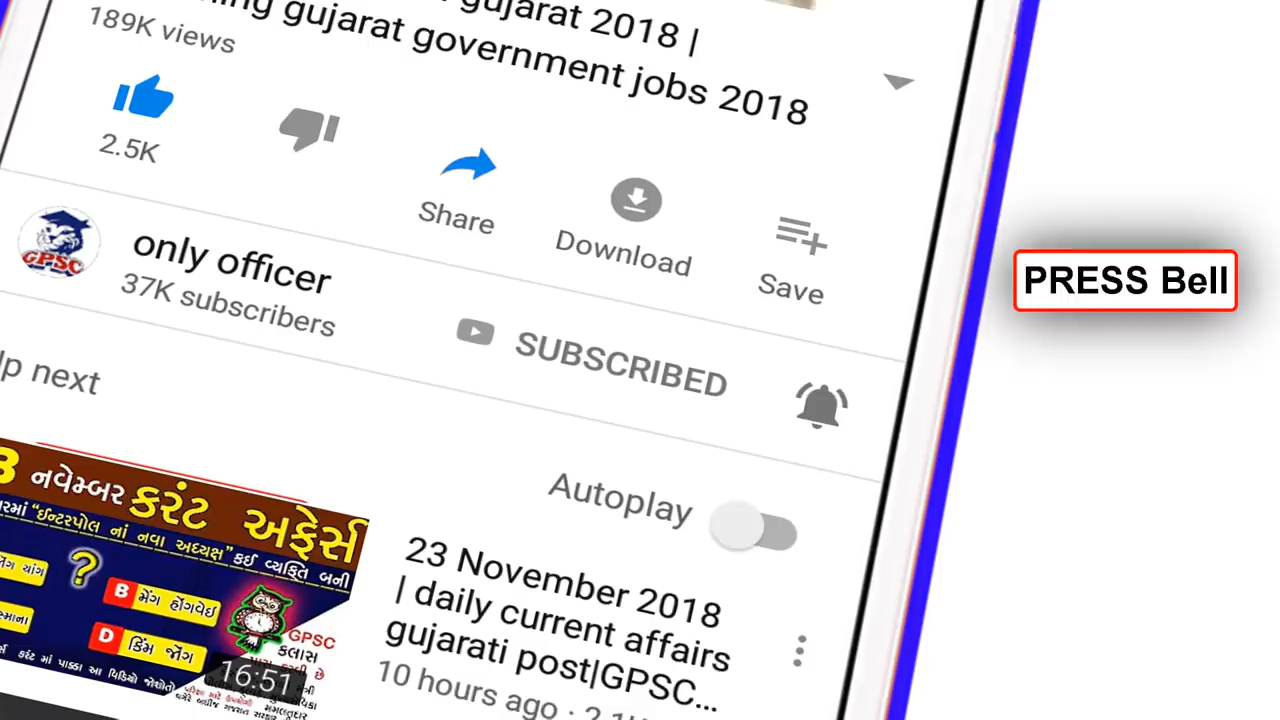 gujarat 2018 |
gujarat government jobs 2018
189K views
2.5K
Share
Download
Save
GPSC
only officer
37K subscribers
SUBSCRIBED
PRESS Bell
next
Autoplay
નવેમ્બર કરંટ અફેર્સ
“ઈન્ટરપોલ નાં નવા અધ્યક્ષ” કઈ વ્યક્તિ બની
?
યાંગ
B મેંગ હોંગવેઈ
D કિમ જોંગ
GPSC
કલાસ
16:51
23 November 2018
| daily current affairs
gujarati post|GPSC...
10 hours ago